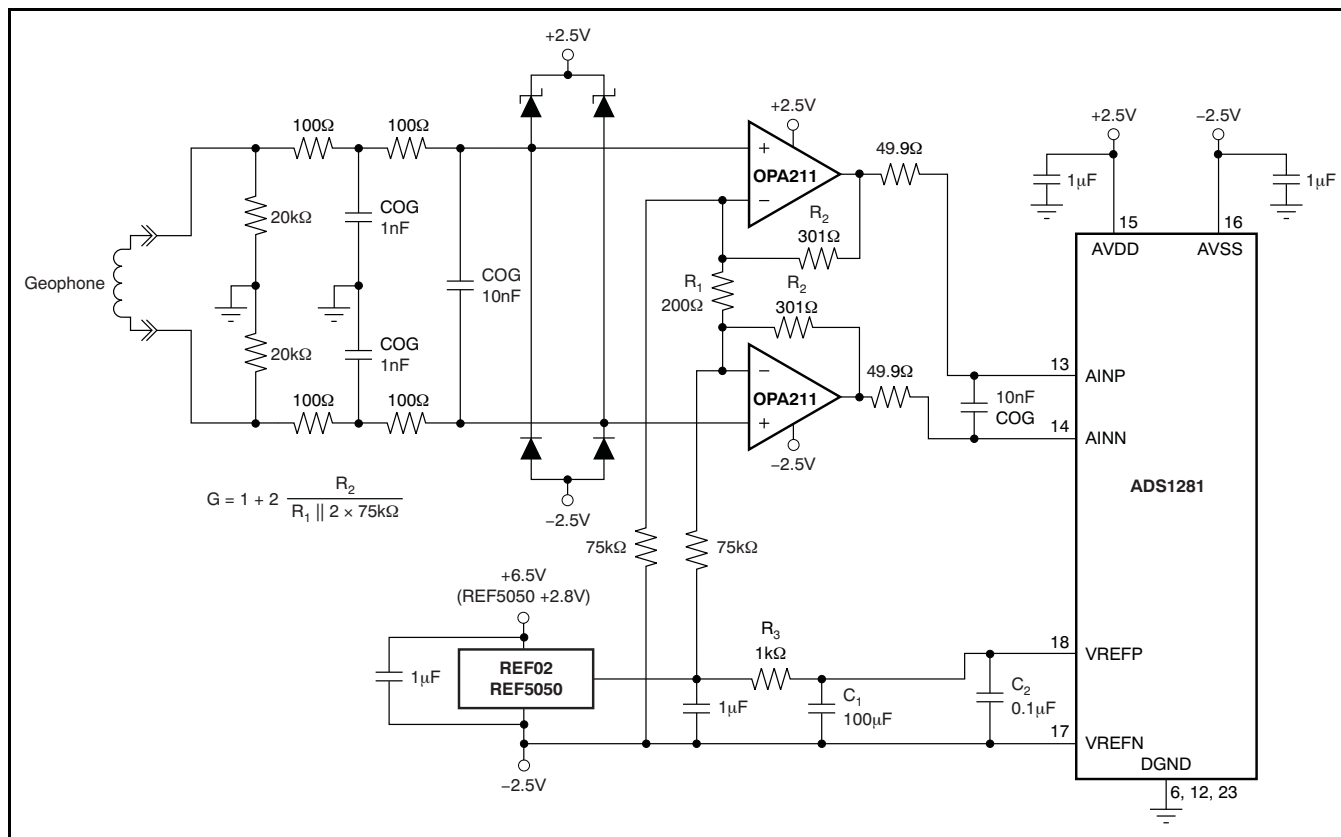 +2.5V
+2.5V
+2.5V
−2.5V
100Ω
100Ω
49.9Ω
+
OPA211
−
1µF
1µF
COG
1nF
20kΩ
R2
301Ω
15
16
AVDD
AVSS
Geophone
COG
10nF
R1
200Ω
R2
301Ω
20kΩ
COG
1nF
49.9Ω
−
OPA211
+
13
AINP
10nF
COG
14
AINN
100Ω
100Ω
−2.5V
ADS1281
G = 1 + 2 R2
R1 || 2 × 75kΩ
−2.5V
75kΩ
75kΩ
+6.5V
(REF5050 +2.8V)
R3
1kΩ
18
VREFP
1µF
REF02
REF5050
1µF
C1
100µF
C2
0.1µF
17
VREFN
−2.5V
DGND
6, 12, 23